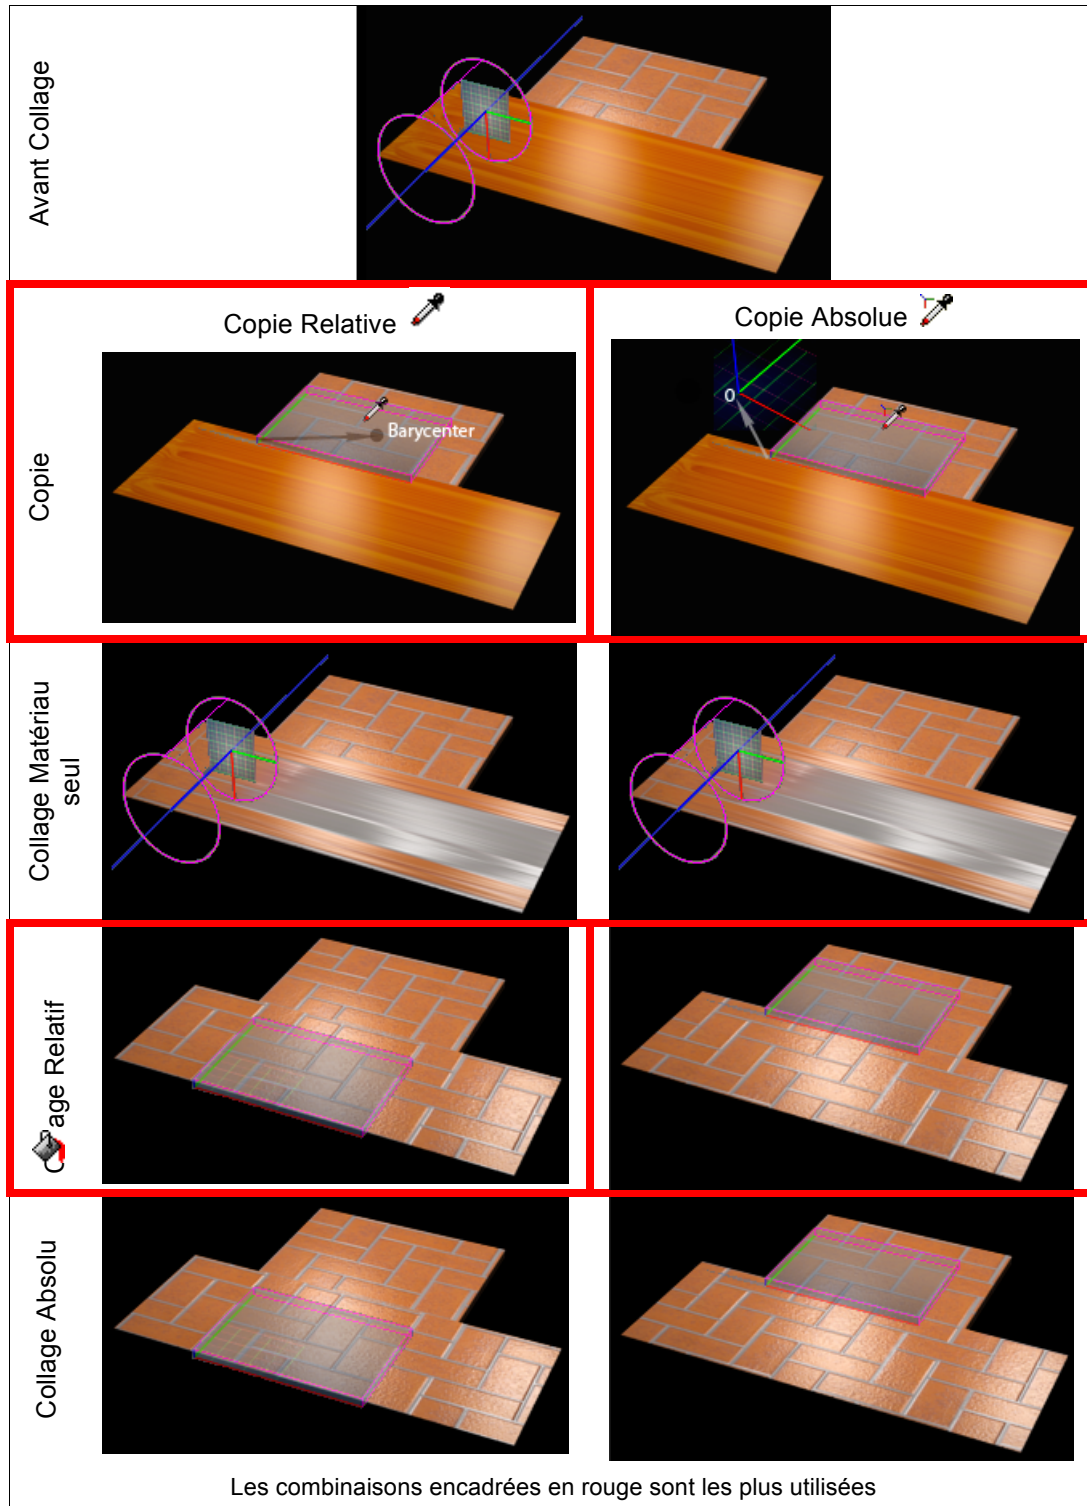 Avant Collage
Copie Relative
Copie Absolue
Copie
Barycenter
0
Collage Matériau
seul
age Relatif
Collage Absolu
Les combinaisons encadrées en rouge sont les plus utilisées